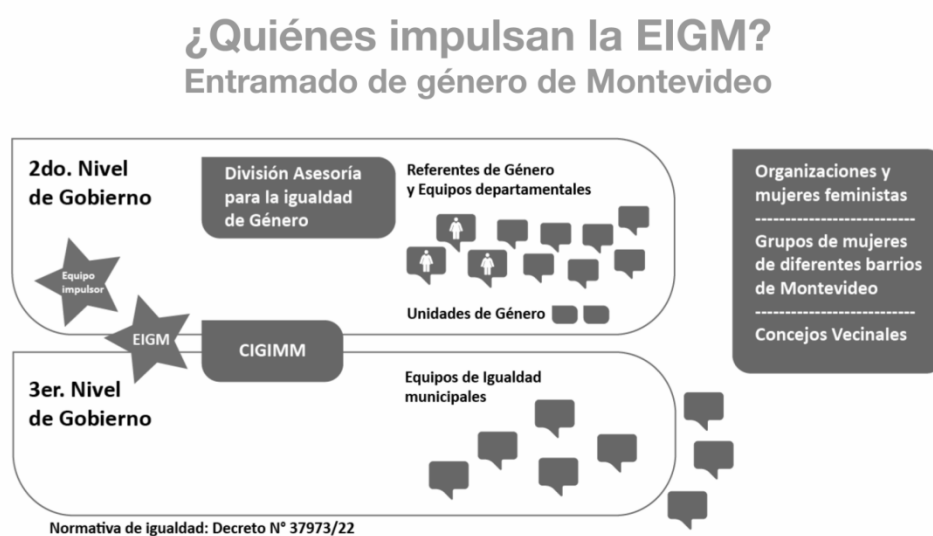 ¿Quiénes impulsan la EIGM?
Entramado de género de Montevideo
2do. Nivel
de Gobierno
División Asesoría
para la igualdad
de Género
Referentes de Género
y Equipos departamentales
Equipo
impulsor
Unidades de Género
EIGM
CIGIMM
3er. Nivel
de Gobierno
Equipos de Igualdad
municipales
Organizaciones y
mujeres feministas
---------------------------
Grupos de mujeres
de diferentes barrios
de Montevideo
---------------------------
Concejos Vecinales
Normativa de igualdad: Decreto N° 37973/22